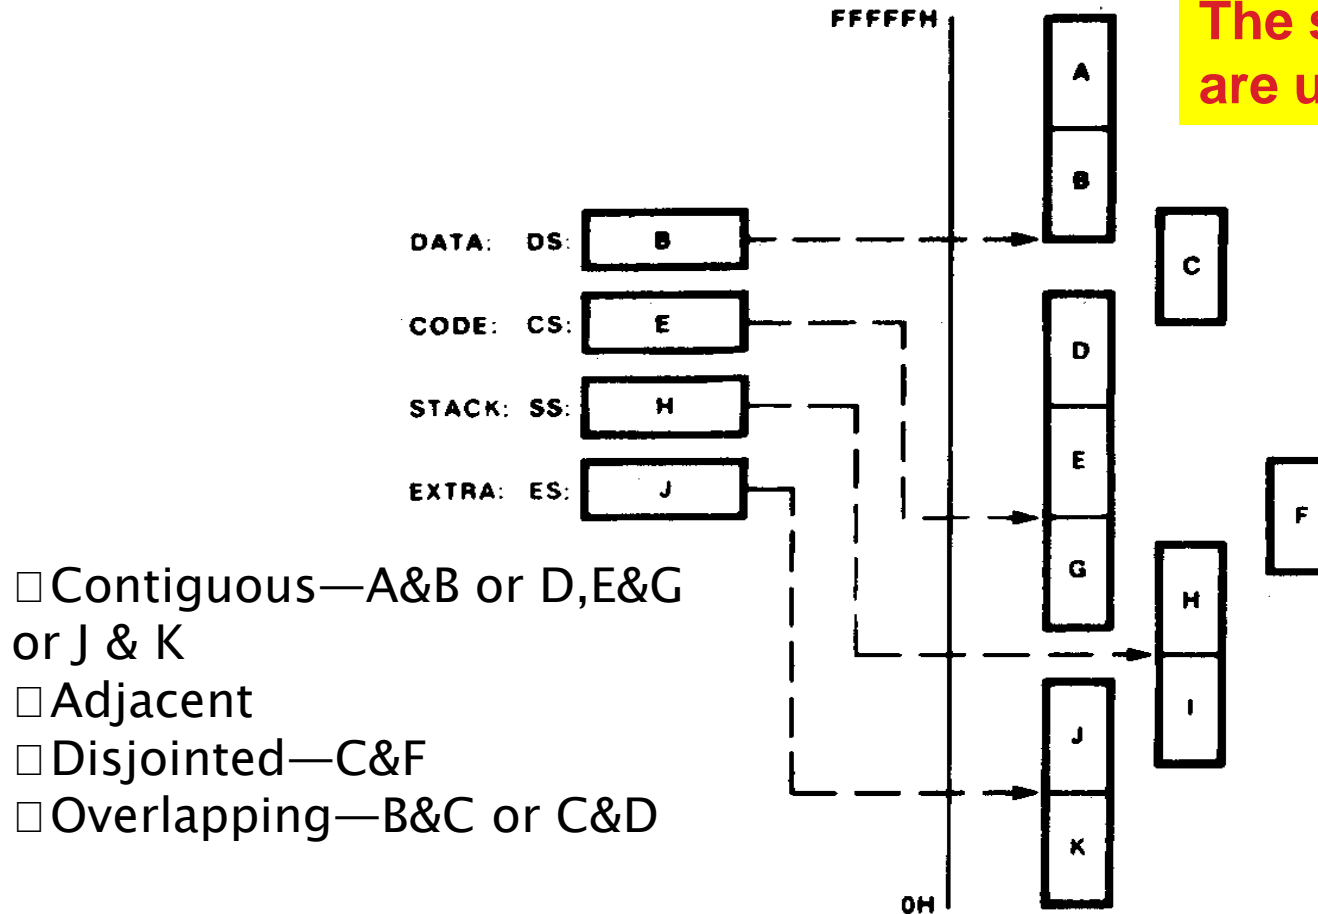 FFFFFH
The s
are u
A
B
C
DATA: DS: B
CODE: CS: E
STACK: SS: H
EXTRA: ES: J
D
E
G
F
H
I
J
K
0H
□Contiguous—A&B or D,E&G
or J & K
□Adjacent
□Disjointed—C&F
□Overlapping—B&C or C&D